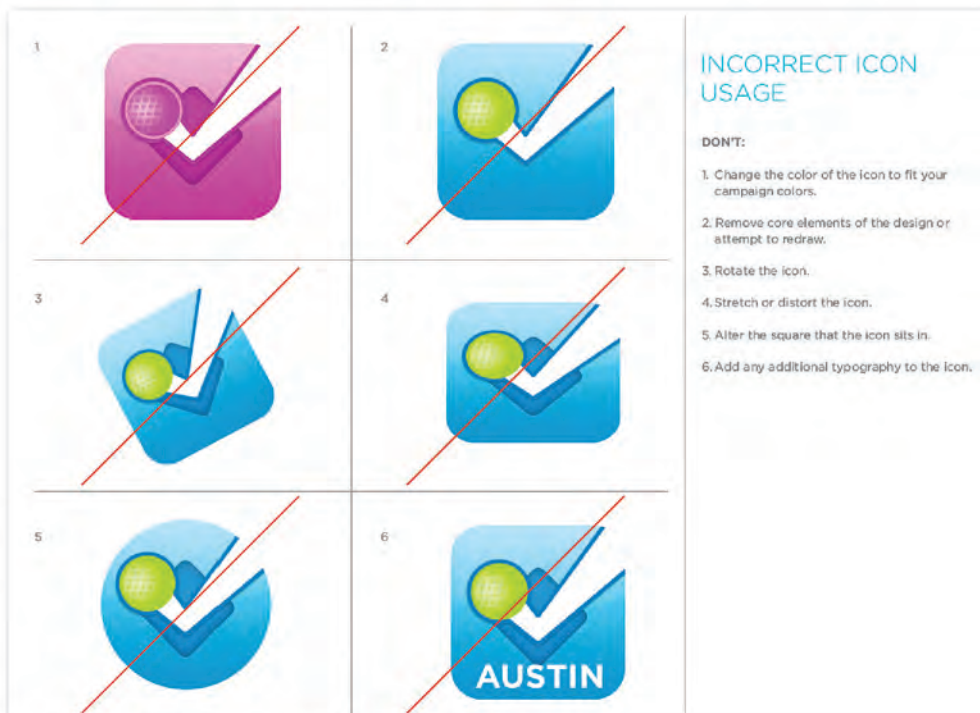 1
2
3
4
5
6
AUSTIN
INCORRECT ICON
USAGE
DON'T:
1. Change the color of the icon to fit your
campaign colors.
2. Remove core elements of the design or
attempt to redraw.
3. Rotate the icon.
4. Stretch or distort the icon.
5. Alter the square that the icon sits in.
6. Add any additional typography to the icon.